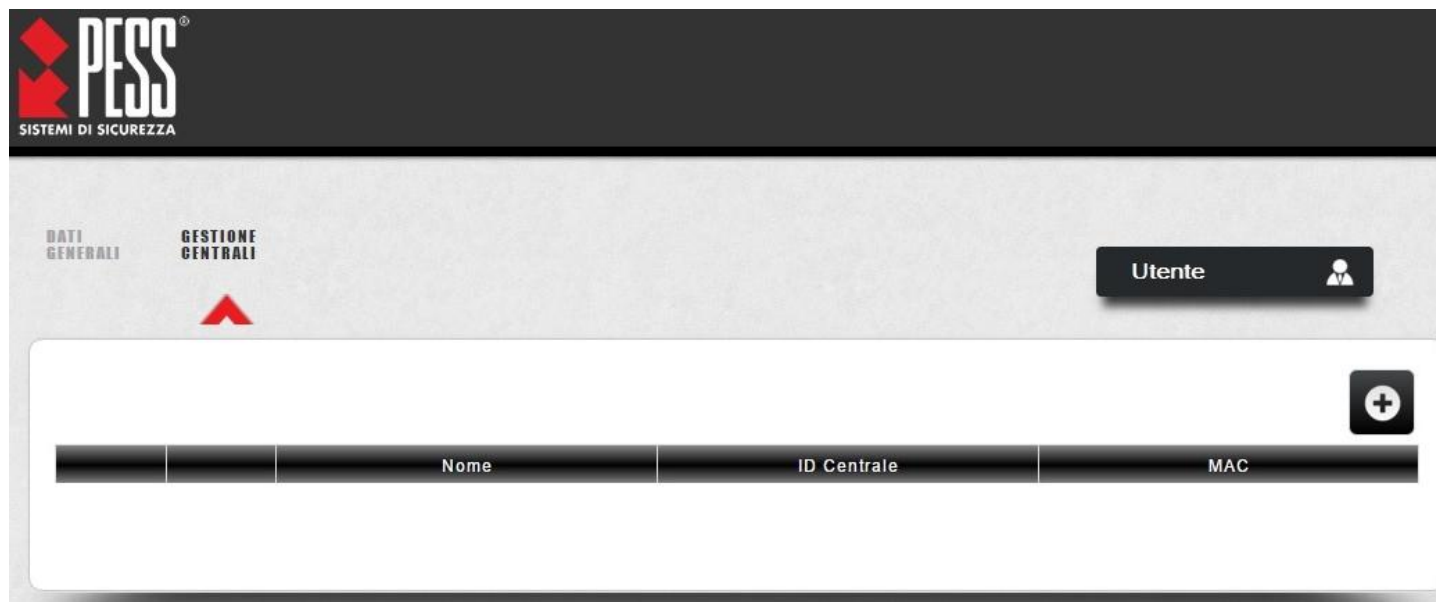 PESS®
SISTEMI DI SICUREZZA
DATI
GENERALI
GESTIONE
CENTRALI
Utente
Nome
ID Centrale
MAC